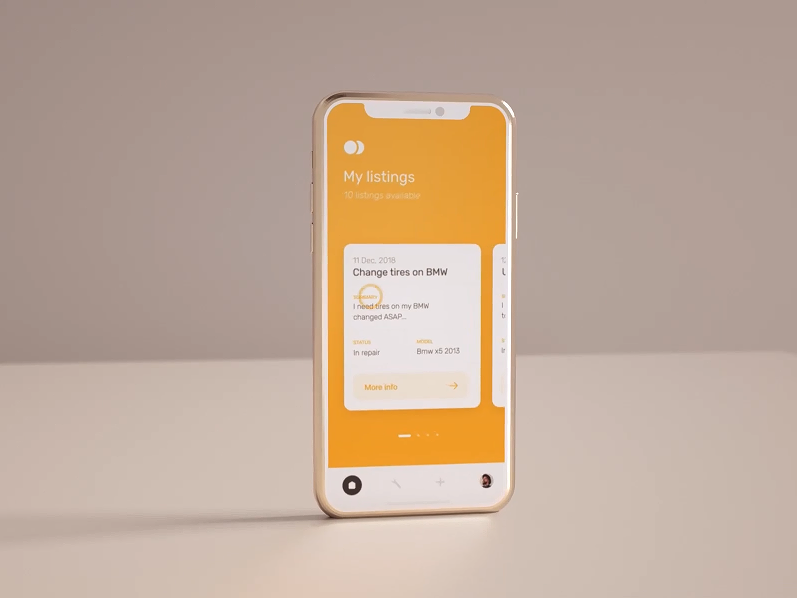 My listings
10 listings available
11 Dec, 2018
Change tires on BMW
SUMMARY
I need tires on my BMW
changed ASAP...
STATUS
MODEL
In repair
Bmw x5 2013
More info